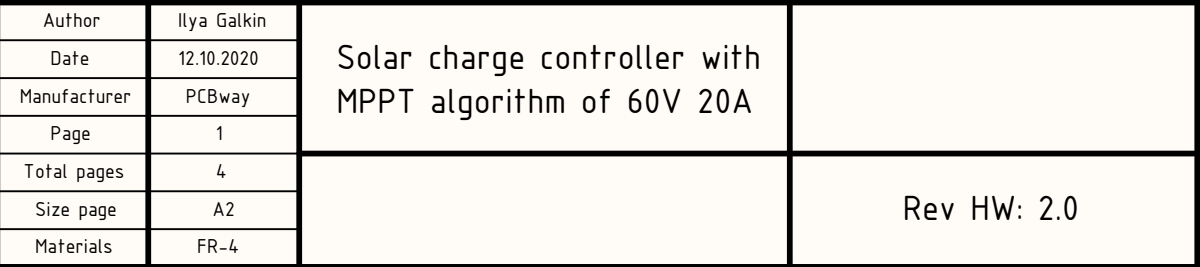 Author Ilya Galkin
Date 12.10.2020
Manufacturer PCBway
Page 1
Total pages 4
Size page A2
Materials FR-4
Solar charge controller with
MPPT algorithm of 60V 20A
Rev HW: 2.0